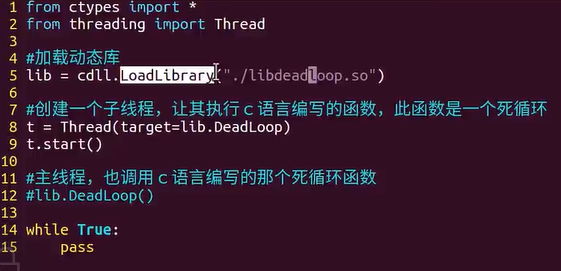 1 from ctypes import *
2 from threading import Thread
3
4 #加载动态库
5 lib = cdll.LoadLibrary("./libdeadloop.so")
6
7 #创建一个子线程，让其执行c语言编写的函数，此函数是一个死循环
8 t = Thread(target=lib.DeadLoop)
9 t.start()
10
11 #主线程，也调用c语言编写的那个死循环函数
12 #lib.DeadLoop()
13
14 while True:
15     pass